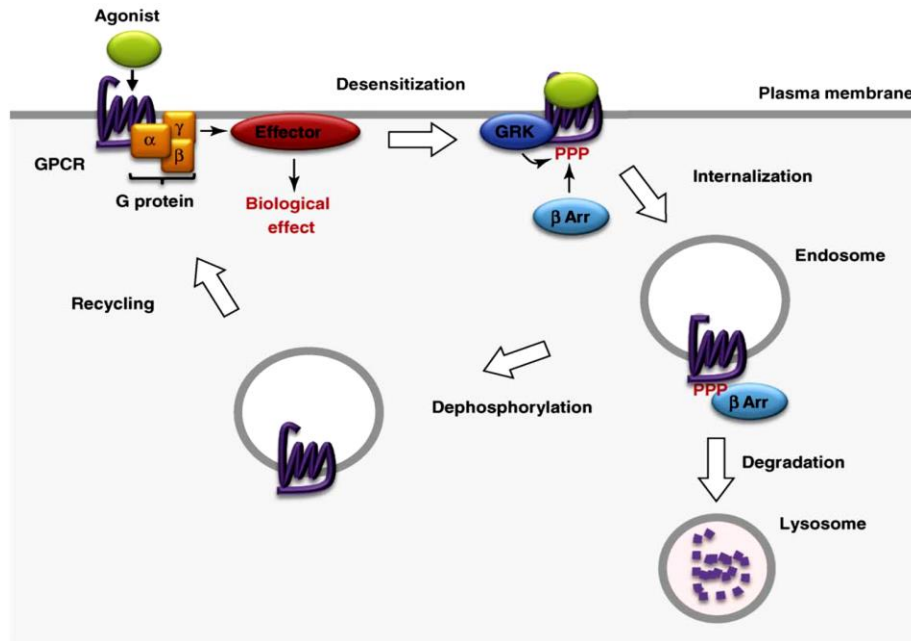 Agonist
Desensitization
Plasma membrane
GPCR
α
γ
β
Effector
GRK
PPP
G protein
Biological
effect
β Arr
Internalization
Endosome
Recycling
PPP
β Arr
Dephosphorylation
Degradation
Lysosome